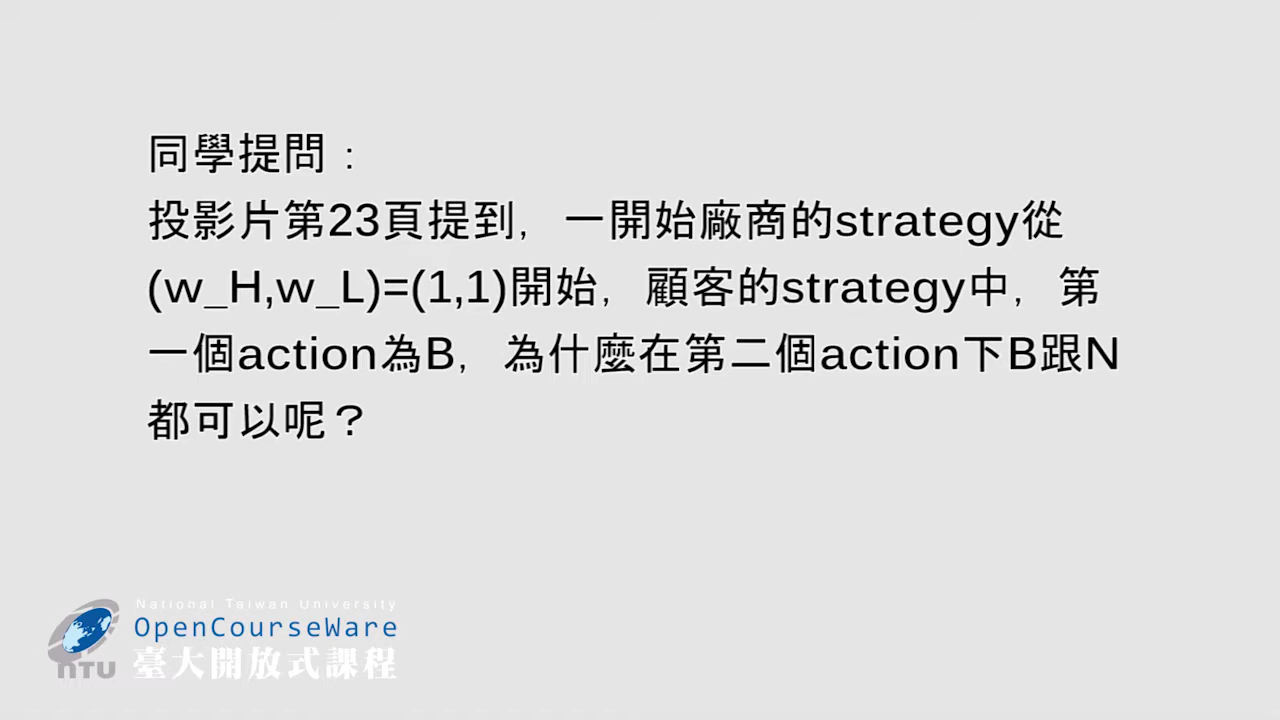 同學提問：
投影片第23頁提到，一開始廠商的strategy從
(w_H,w_L)=(1,1)開始，顧客的strategy中，第
一個action為B，為什麼在第二個action下B跟N
都可以呢？
National Taiwan University
OpenCourseWare
NTU
臺大開放式課程